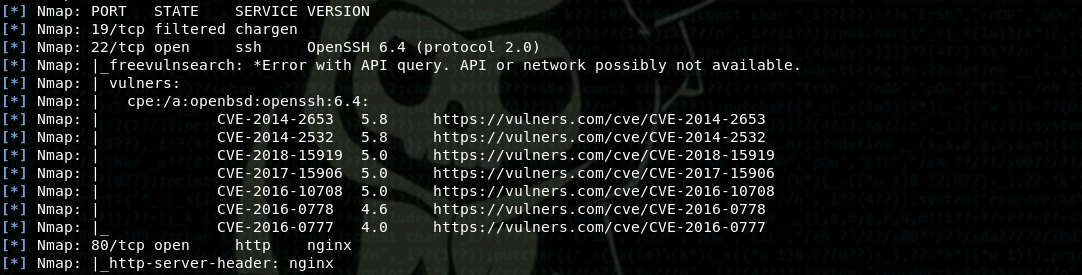 [*] Nmap: PORT   STATE    SERVICE VERSION
[*] Nmap: 19/tcp filtered chargen
[*] Nmap: 22/tcp open     ssh     OpenSSH 6.4 (protocol 2.0)
[*] Nmap: |_freevulnsearch: *Error with API query. API or network possibly not available.
[*] Nmap: | vulners:
[*] Nmap: |   cpe:/a:openbsd:openssh:6.4:
[*] Nmap: |             CVE-2014-2653   5.8     https://vulners.com/cve/CVE-2014-2653
[*] Nmap: |             CVE-2014-2532   5.8     https://vulners.com/cve/CVE-2014-2532
[*] Nmap: |             CVE-2018-15919  5.0     https://vulners.com/cve/CVE-2018-15919
[*] Nmap: |             CVE-2017-15906  5.0     https://vulners.com/cve/CVE-2017-15906
[*] Nmap: |             CVE-2016-10708  5.0     https://vulners.com/cve/CVE-2016-10708
[*] Nmap: |             CVE-2016-0778   4.6     https://vulners.com/cve/CVE-2016-0778
[*] Nmap: |_            CVE-2016-0777   4.0     https://vulners.com/cve/CVE-2016-0777
[*] Nmap: 80/tcp open     http    nginx
[*] Nmap: |_http-server-header: nginx